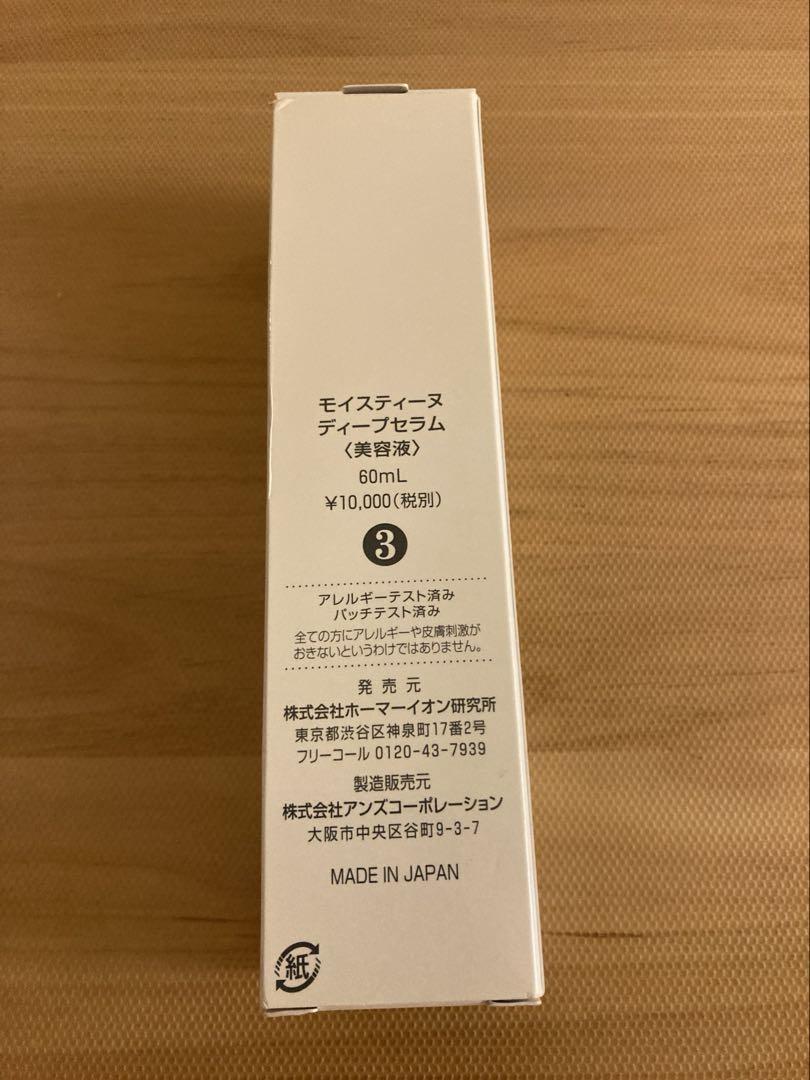 モイスティーヌ
ディープセラム
〈美容液〉
60mL
¥10,000(税別)
3
アレルギーテスト済み
パッチテスト済み
全ての方にアレルギーや皮膚刺激が
おきないというわけではありません。
発売元
株式会社ホーマーイオン研究所
東京都渋谷区神泉町17番2号
フリーコール 0120-43-7939
製造販売元
株式会社アンズコーポレーション
大阪市中央区谷町9-3-7
MADE IN JAPAN
紙